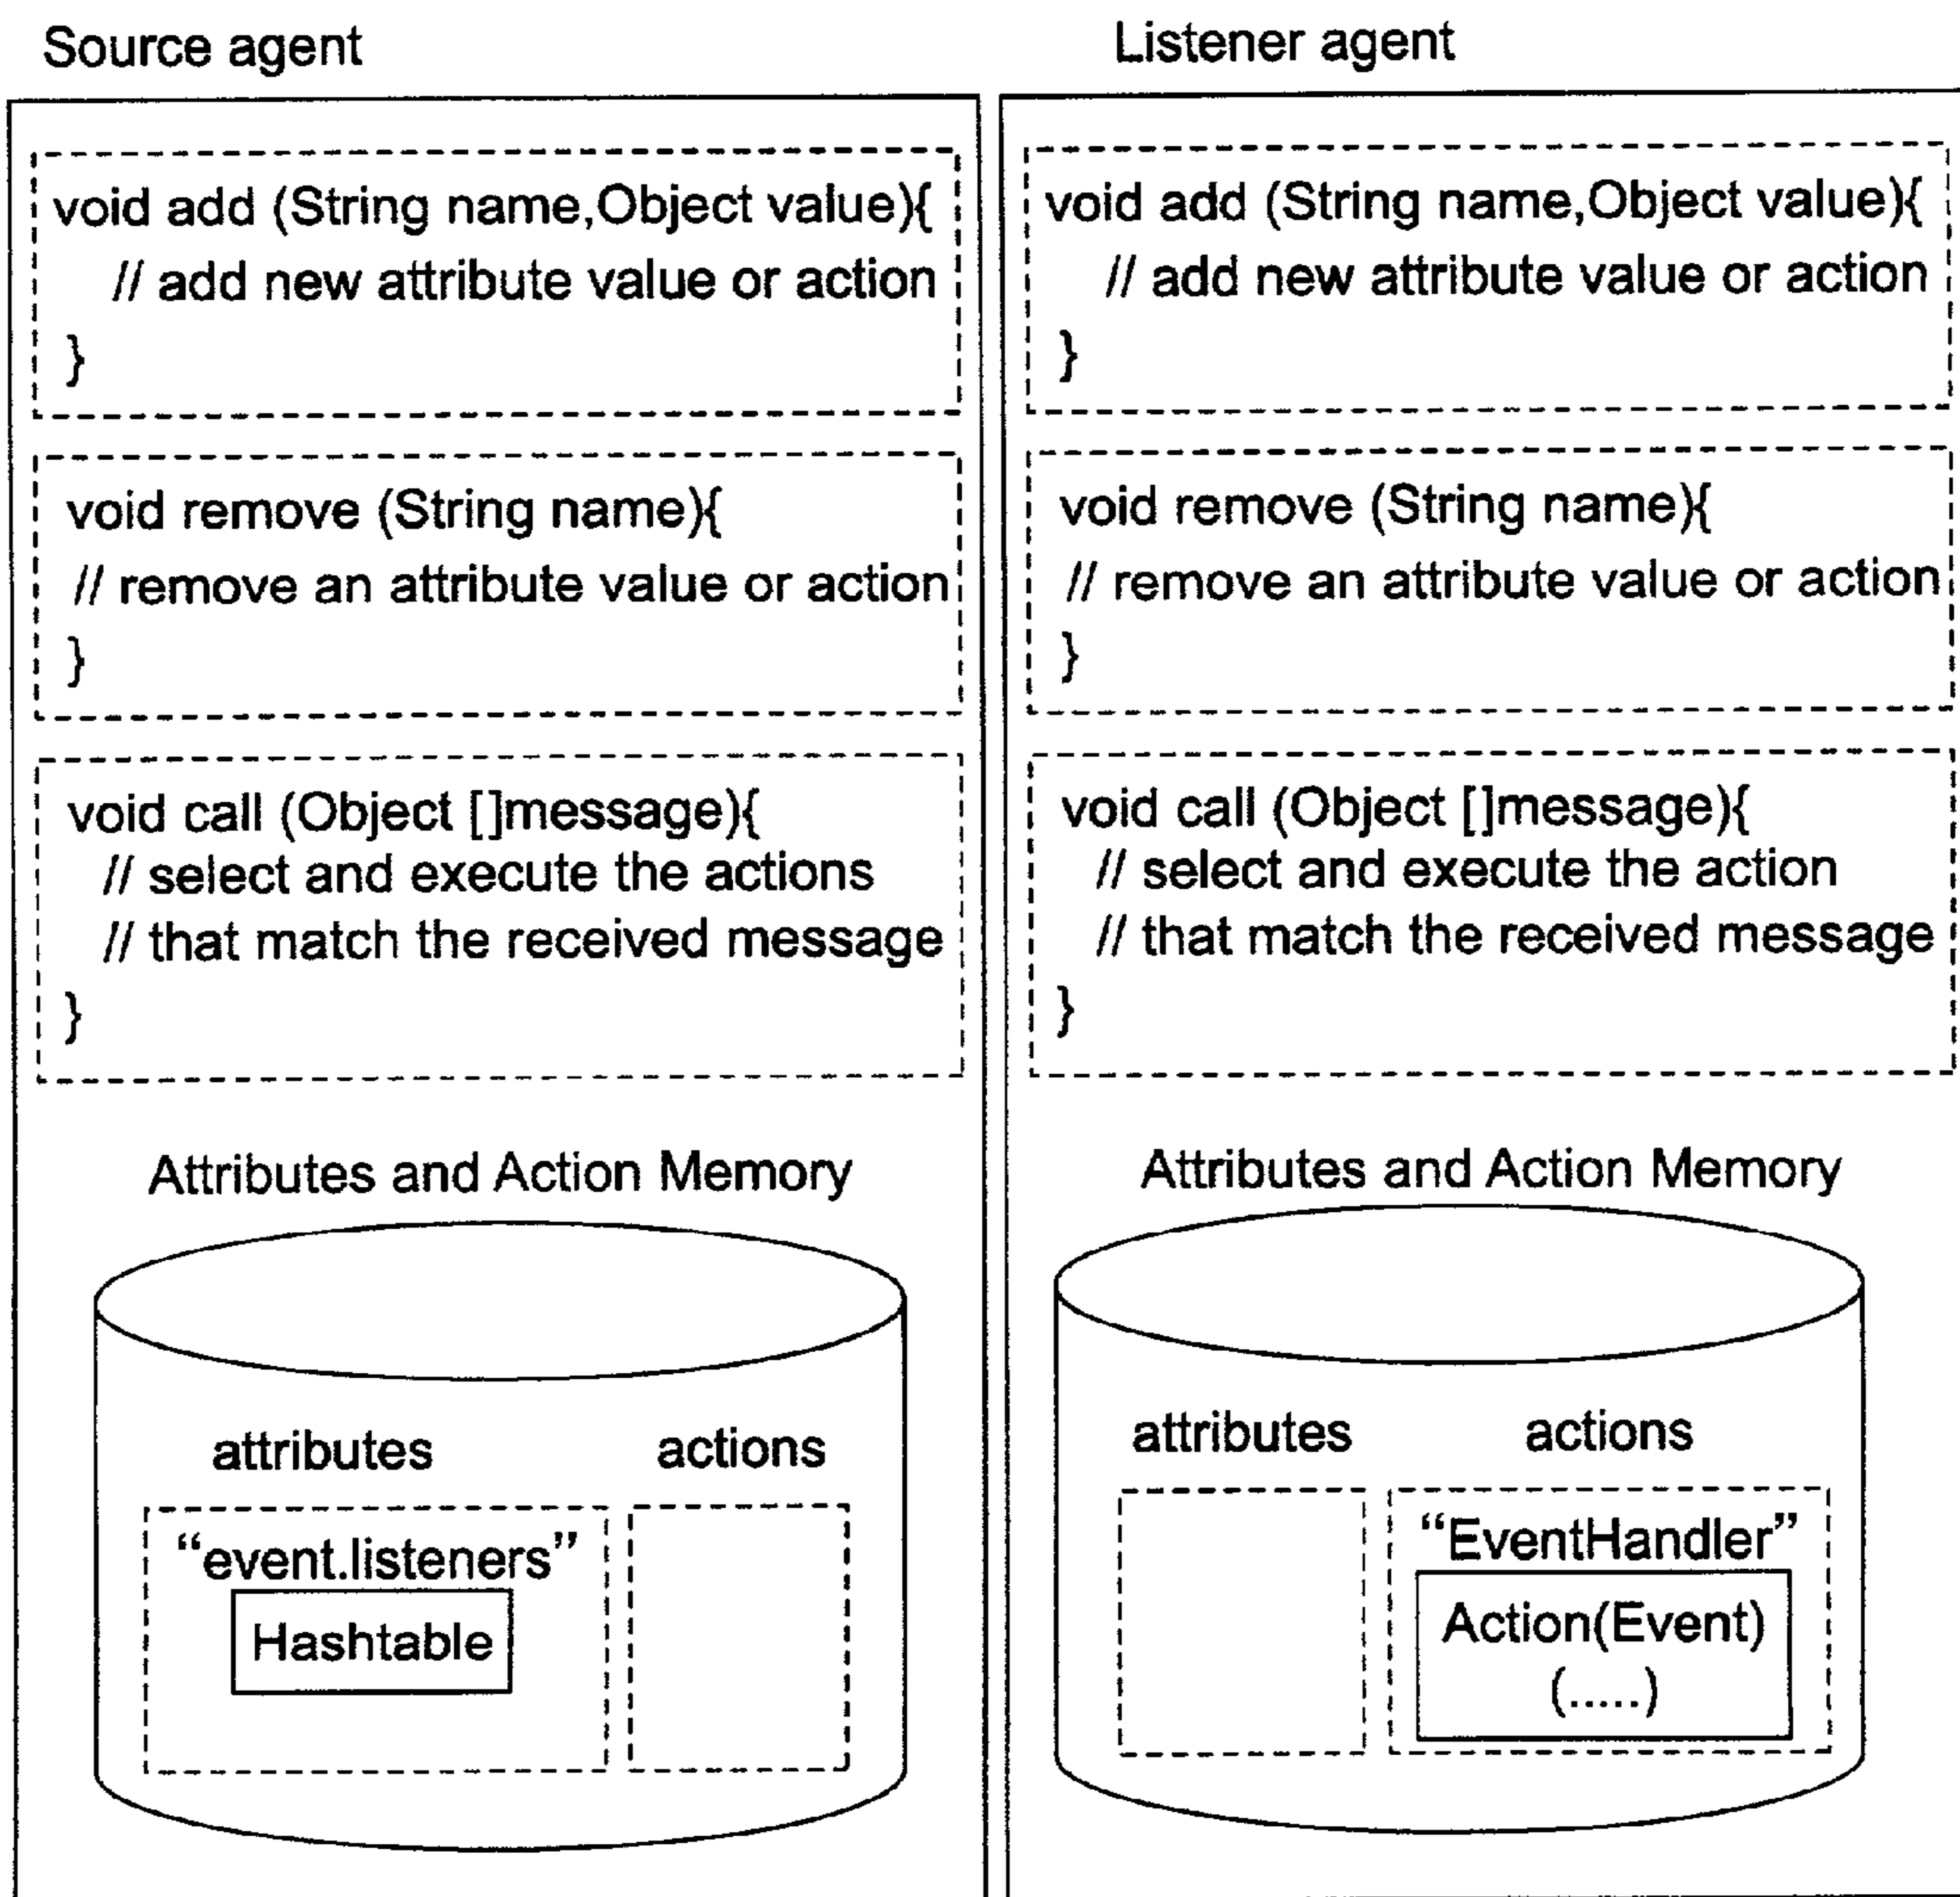 Source agent
void add (String name,Object value){
// add new attribute value or action
}
void remove (String name){
// remove an attribute value or action
}
void call (Object []message){
// select and execute the actions
// that match the received message
}
Attributes and Action Memory
attributes
actions
“event.listeners”
Hashtable
Listener agent
void add (String name,Object value){
// add new attribute value or action
}
void remove (String name){
// remove an attribute value or action
}
void call (Object []message){
// select and execute the action
// that match the received message
}
Attributes and Action Memory
attributes
actions
“EventHandler”
Action(Event)
(.....)